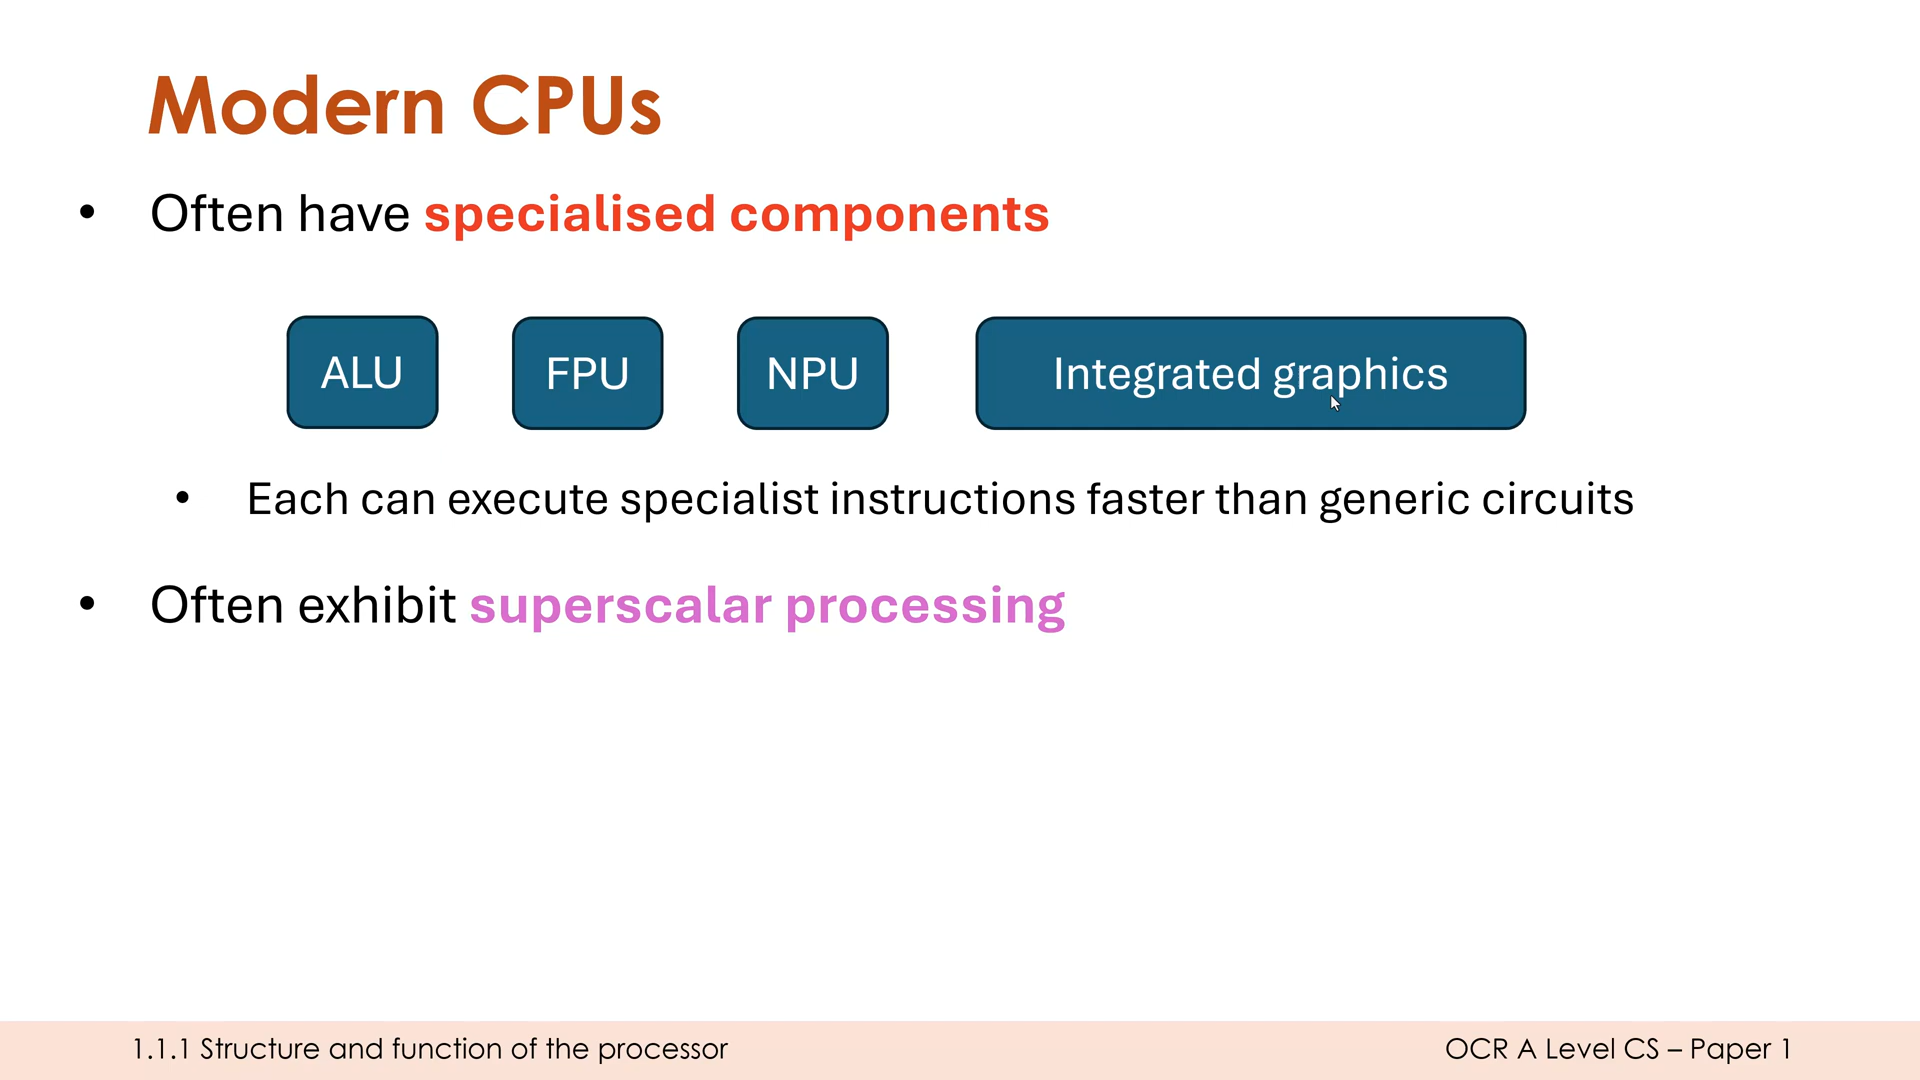 Modern CPUs
• Often have specialised components
ALU FPU NPU Integrated graphics
• Each can execute specialist instructions faster than generic circuits
• Often exhibit superscalar processing
1.1.1 Structure and function of the processor OCR A Level CS – Paper 1